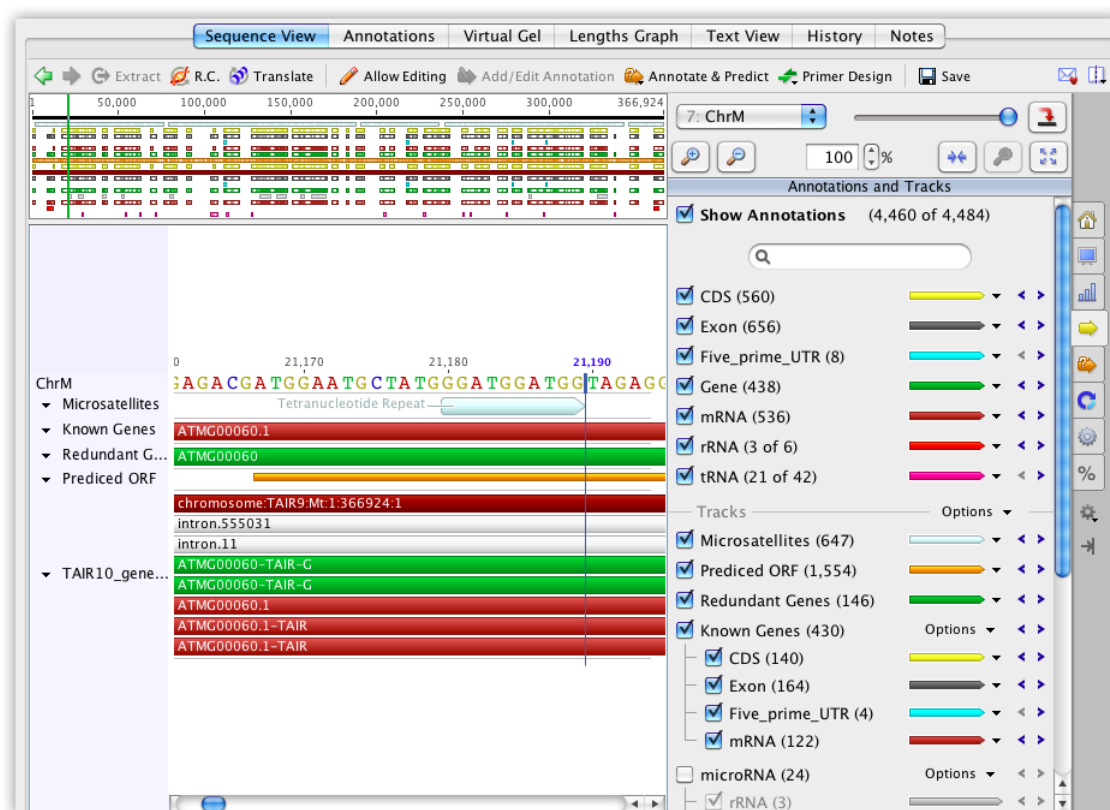 Sequence View Annotations Virtual Gel Lengths Graph Text View History Notes
Extract R.C. Translate Allow Editing Add/Edit Annotation Annotate & Predict Primer Design Save
1 50,000 100,000 150,000 200,000 250,000 300,000 366,924
7: ChrM
100 %
Annotations and Tracks
Show Annotations (4,460 of 4,484)
CDS (560)
Exon (656)
Five_prime_UTR (8)
Gene (438)
mRNA (536)
rRNA (3 of 6)
tRNA (21 of 42)
Tracks Options
Microsatellites (647)
Prediced ORF (1,554)
Redundant Genes (146)
Known Genes (430) Options
CDS (140)
Exon (164)
Five_prime_UTR (4)
mRNA (122)
microRNA (24) Options
rRNA (3)
%
0 21,170 21,180 21,190
ChrM GAGACGATGGAATGCTATGGGATGGATGGTAGAGG
Microsatellites Tetranucleotide Repeat
Known Genes ATMG00060.1
Redundant G... ATMG00060
Prediced ORF
chromosome:TAIR9:Mt:1:366924:1
intron.555031
intron.11
TAIR10_gene... ATMG00060-TAIR-G
ATMG00060-TAIR-G
ATMG00060.1
ATMG00060.1-TAIR
ATMG00060.1-TAIR